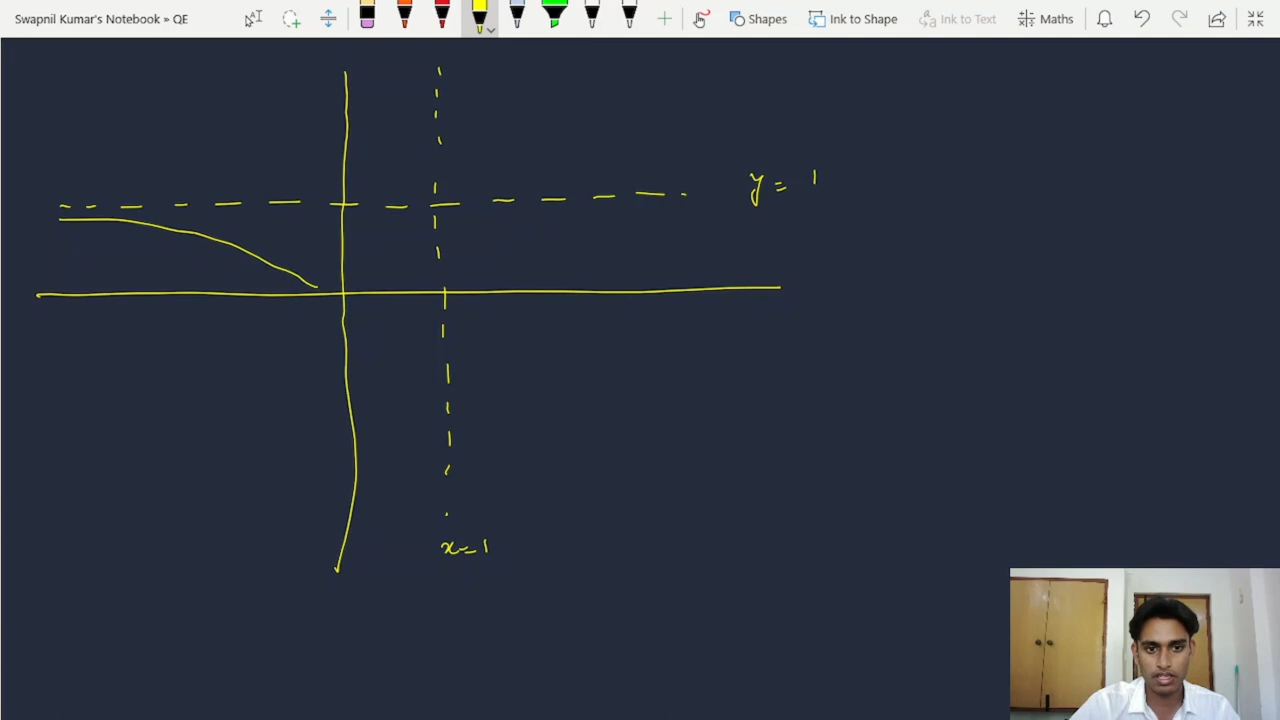 Swapnil Kumar's Notebook » QE
Shapes
Ink to Shape
Ink to Text
Maths
y = 1
x=1